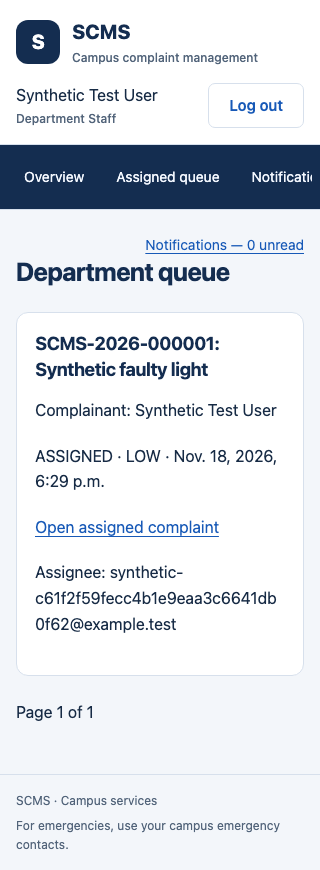 S
SCMS
Campus complaint management
Synthetic Test User
Department Staff
Log out
Overview
Assigned queue
Notificati
Notifications — 0 unread
Department queue
SCMS-2026-000001:
Synthetic faulty light
Complainant: Synthetic Test User
ASSIGNED · LOW · Nov. 18, 2026,
6:29 p.m.
Open assigned complaint
Assignee: synthetic-
c61f2f59fecc4b1e9eaa3c6641db
0f62@example.test
Page 1 of 1
SCMS · Campus services
For emergencies, use your campus emergency
contacts.